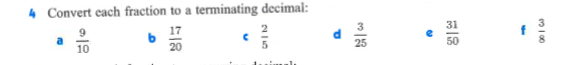 4 Convert each fraction to a terminating decimal:
a 9/10 b 17/20 c 2/5 d 3/25 e 31/50 f 3/8